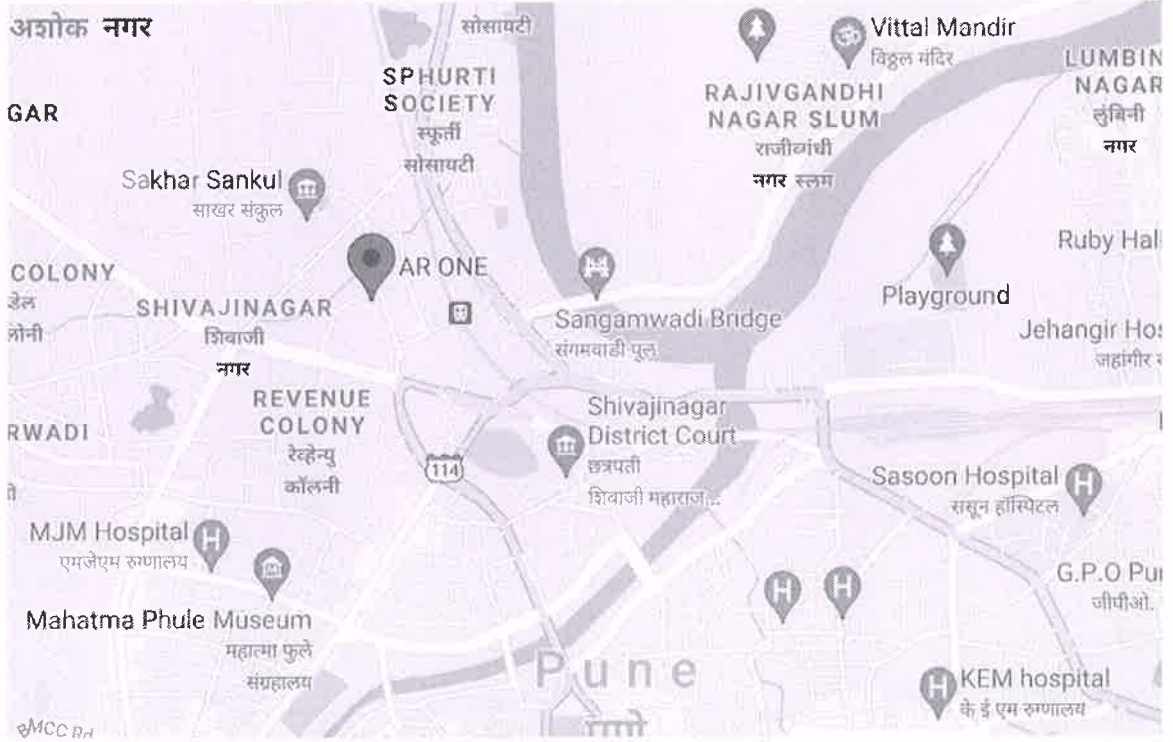 अशोक नगर
सोसायटी
Vittal Mandir
विठ्ठल मंदिर
LUMBIN
NAGAR
लुंबिनी
नगर
SPHURTI
SOCIETY
स्फूर्ती
सोसायटी
RAJIVGANDHI
NAGAR SLUM
राजीवगंधी
नगर स्लम
GAR
Sakhar Sankul
साखर संकुल
AR ONE
Ruby Hal
COLONY
डेल
लोनी
SHIVAJINAGAR
शिवाजी
नगर
Playground
Sangamwadi Bridge
संगमवाडी पूल
Jehangir Hos
जहांगीर
REVENUE
COLONY
रेव्हेन्यु
कॉलनी
Shivajinagar
District Court
छत्रपती
शिवाजी महाराज...
RWADI
114
Sasoon Hospital
ससून हॉस्पिटल
MJM Hospital
एमजेएम रुग्णालय
Mahatma Phule Museum
महात्मा फुले
संग्रहालय
G.P.O Pu
जीपीओ.
Pune
पुणे
KEM hospital
के ई एम रुग्णालय
BMCC Rd